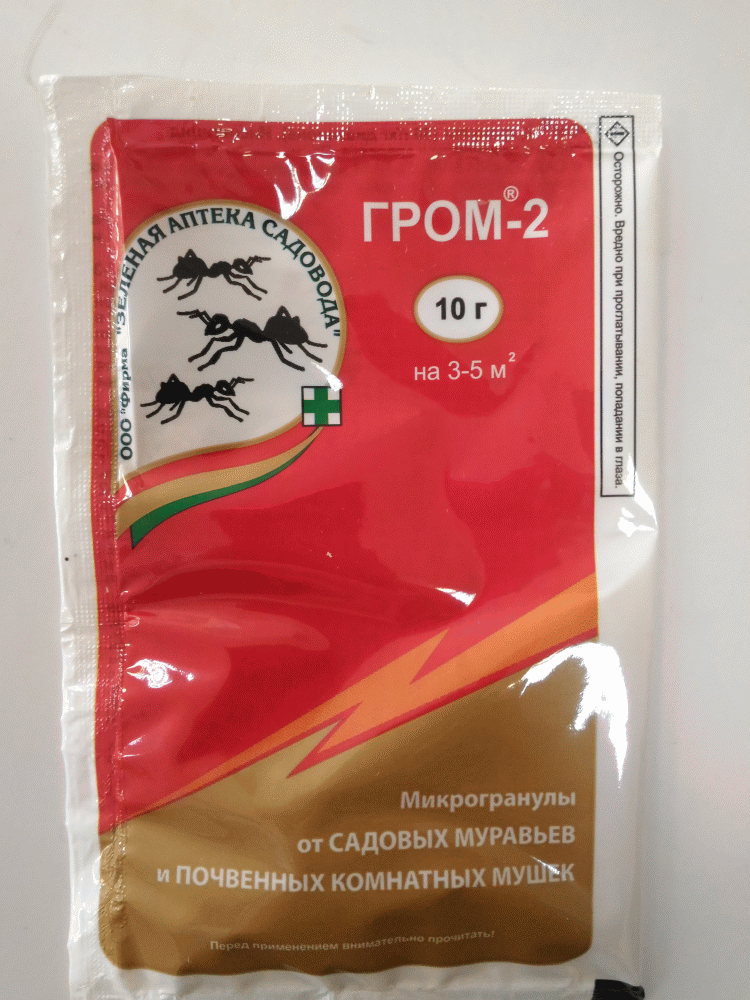 ГРОМ®-2
10 г
на 3-5 м²
ООО "Фирма "ЗЕЛЕНАЯ АПТЕКА САДОВОДА"
Осторожно. Вредно при проглатывании, попадании в глаза.
Микрогранулы
от САДОВЫХ МУРАВЬЕВ
и ПОЧВЕННЫХ КОМНАТНЫХ МУШЕК
Перед применением внимательно прочитать!